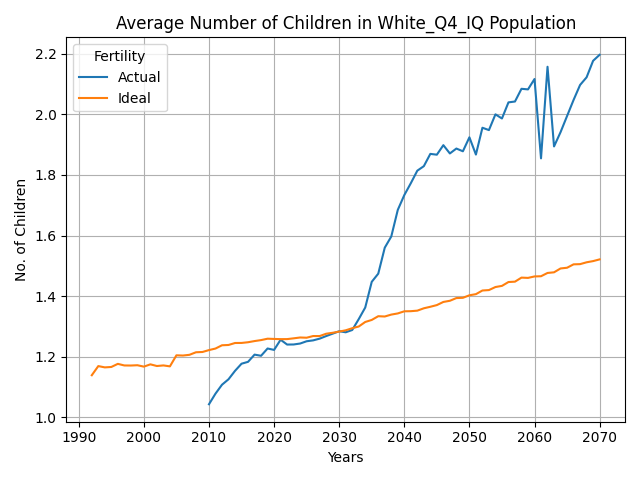 Average Number of Children in White_Q4_IQ Population
Fertility
Actual
Ideal
2.2
2.0
1.8
1.6
1.4
1.2
1.0
No. of Children
1990 2000 2010 2020 2030 2040 2050 2060 2070
Years